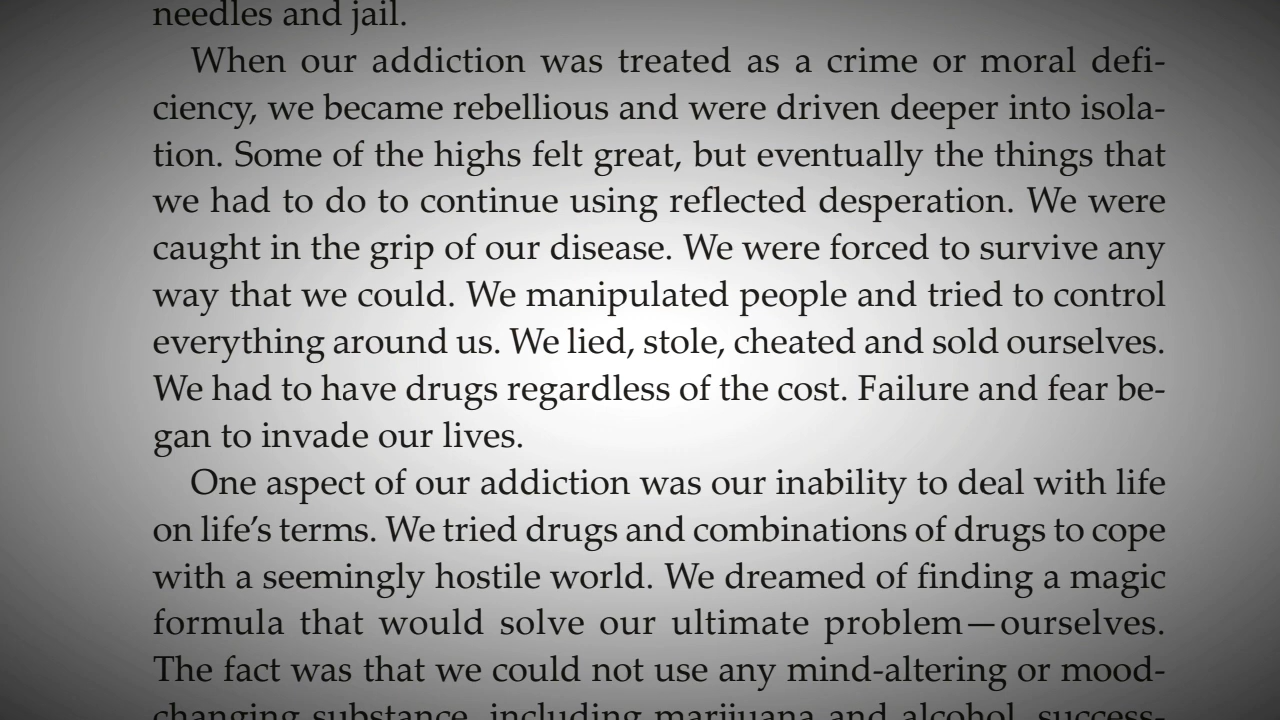 needles and jail.
When our addiction was treated as a crime or moral defi-
ciency, we became rebellious and were driven deeper into isola-
tion. Some of the highs felt great, but eventually the things that
we had to do to continue using reflected desperation. We were
caught in the grip of our disease. We were forced to survive any
way that we could. We manipulated people and tried to control
everything around us. We lied, stole, cheated and sold ourselves.
We had to have drugs regardless of the cost. Failure and fear be-
gan to invade our lives.
One aspect of our addiction was our inability to deal with life
on life’s terms. We tried drugs and combinations of drugs to cope
with a seemingly hostile world. We dreamed of finding a magic
formula that would solve our ultimate problem—ourselves.
The fact was that we could not use any mind-altering or mood-
changing substance, including marijuana and alcohol, success-